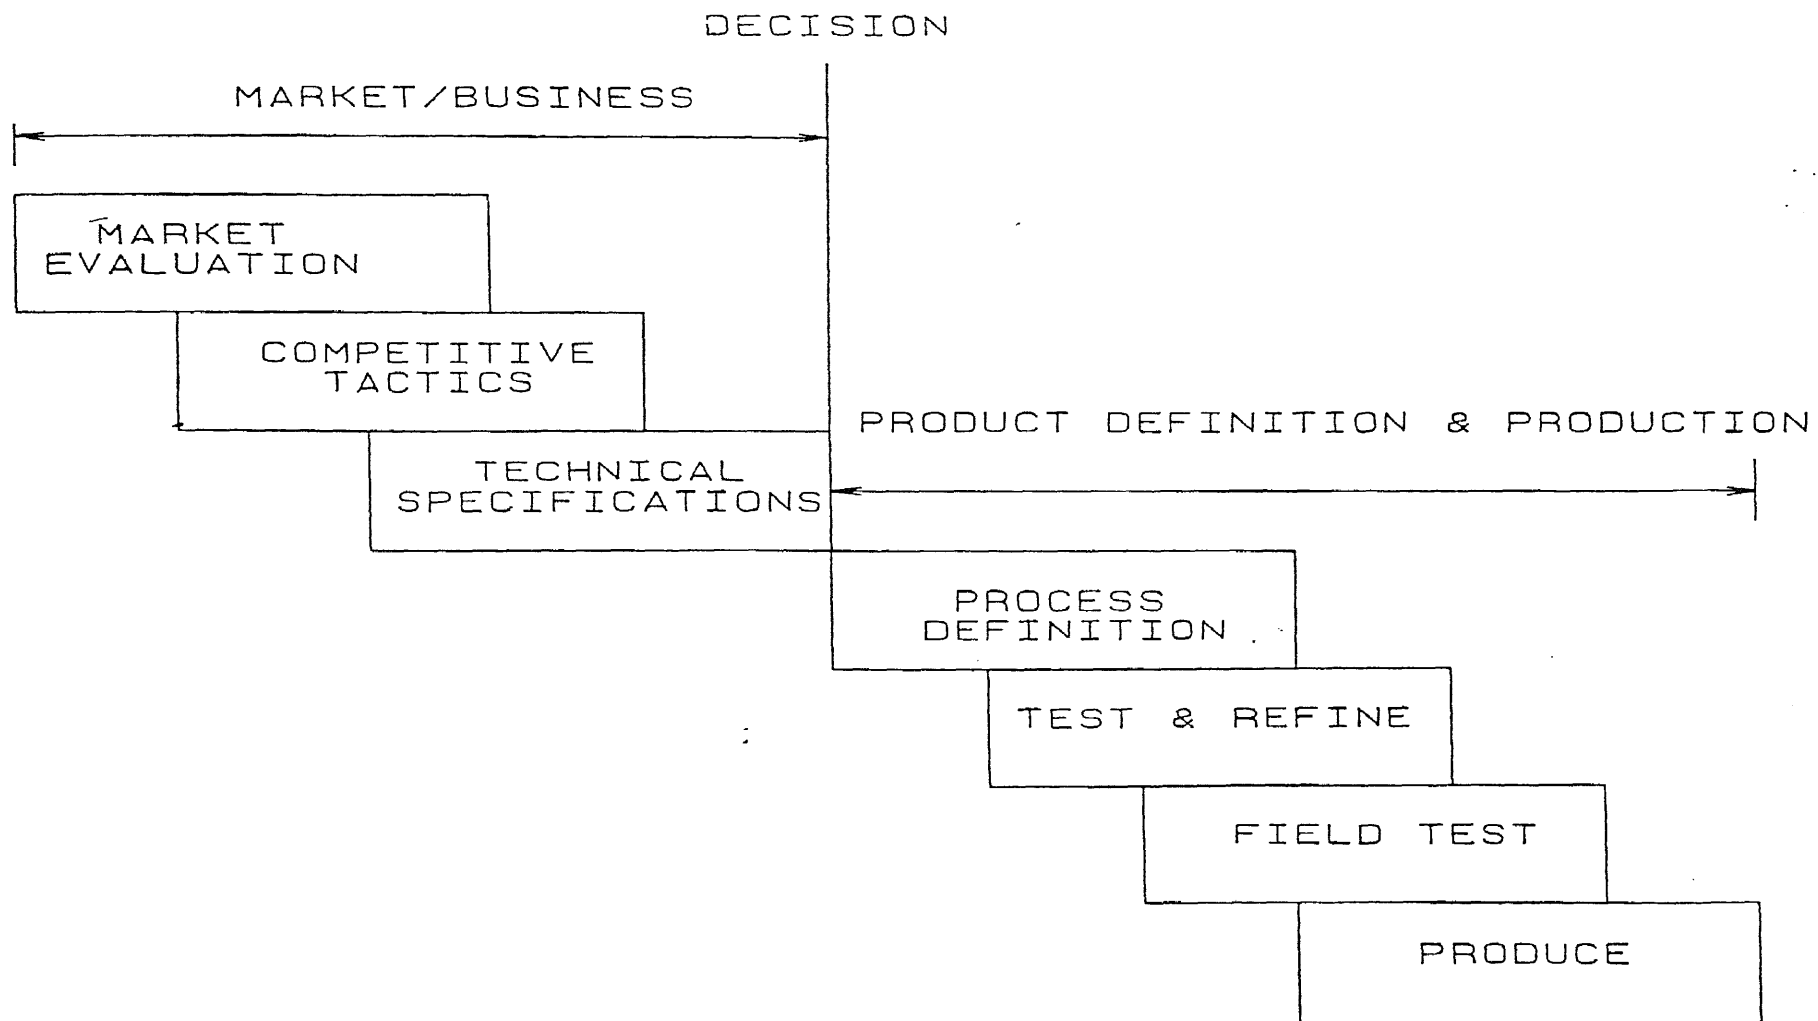 DECISION
MARKET/BUSINESS
MARKET
EVALUATION
COMPETITIVE
TACTICS
PRODUCT DEFINITION & PRODUCTION
TECHNICAL
SPECIFICATIONS
PROCESS
DEFINITION
TEST & REFINE
FIELD TEST
PRODUCE